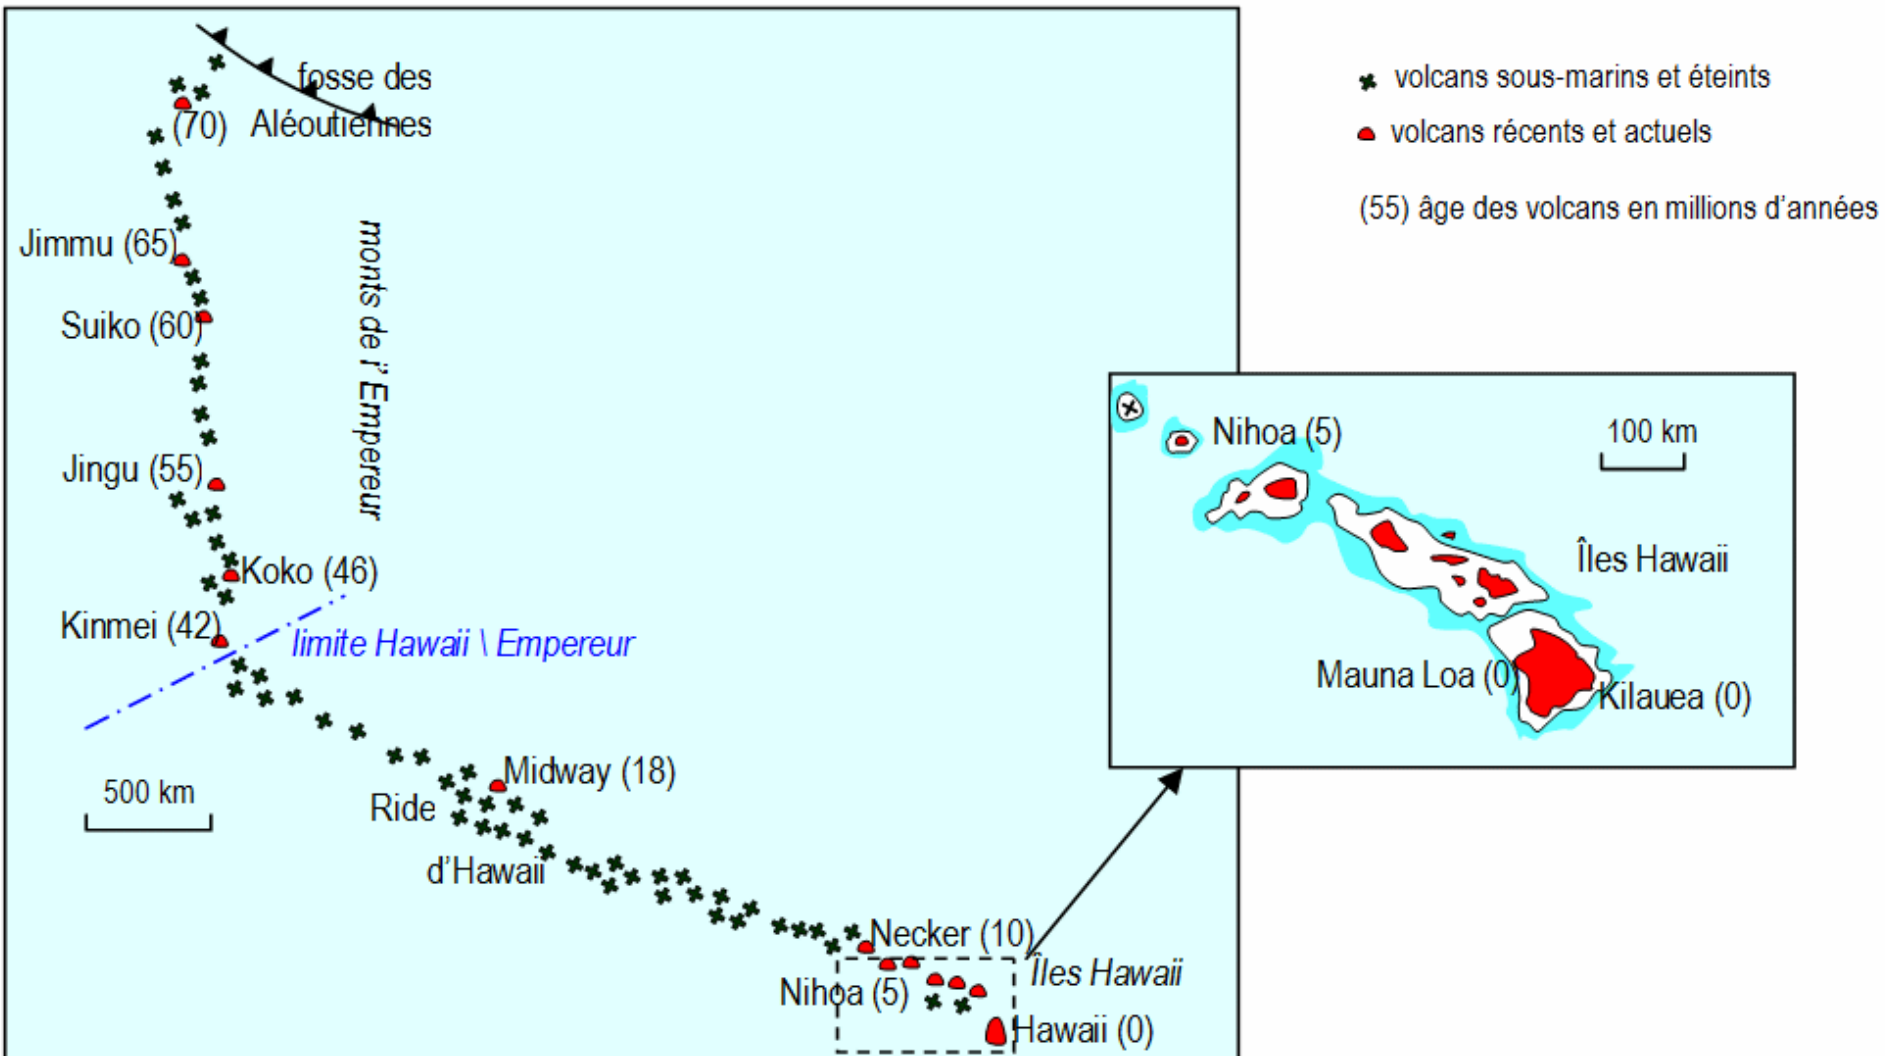 fosse des
Aléoutiennes
(70)
Jimmu (65)
Suiko (60)
monts de l' Empereur
Jingu (55)
Koko (46)
Kinmei (42)
limite Hawaii \ Empereur
500 km
Midway (18)
Ride
d'Hawaii
Necker (10)
Îles Hawaii
Nihoa (5)
Hawaii (0)
volcans sous-marins et éteints
volcans récents et actuels
(55) âge des volcans en millions d'années
Nihoa (5)
100 km
Îles Hawaii
Mauna Loa (0)
Kilauea (0)